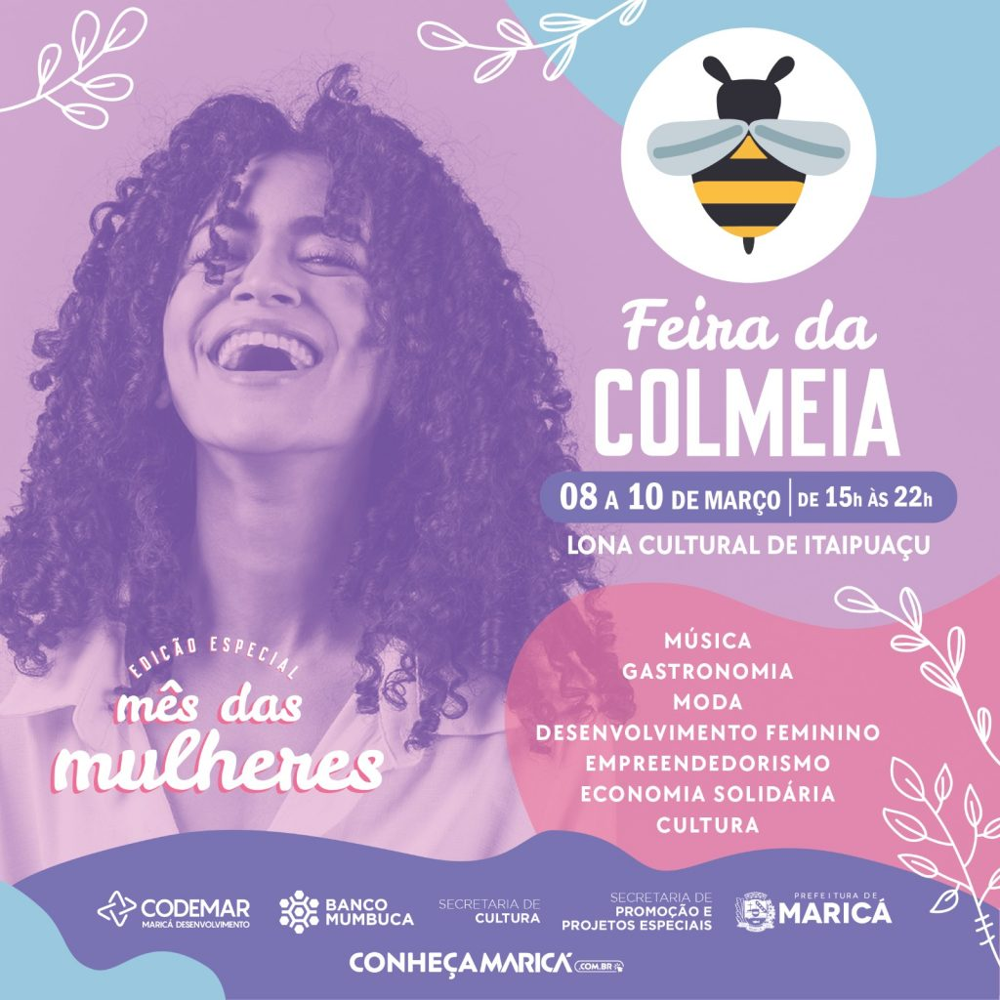 Feira da
COLMEIA
08 A 10 DE MARÇO | DE 15h ÀS 22h
LONA CULTURAL DE ITAIPUAÇU
MÚSICA
GASTRONOMIA
MODA
DESENVOLVIMENTO FEMININO
EMPREENDEDORISMO
ECONOMIA SOLIDÁRIA
CULTURA
EDIÇÃO ESPECIAL
mês das
mulheres
CODEMAR
MARICÁ DESENVOLVIMENTO
BANCO
MUMBUCA
SECRETARIA DE
CULTURA
SECRETARIA DE
PROMOÇÃO E
PROJETOS ESPECIAIS
PREFEITURA DE
MARICÁ
CONHEÇAMARICÁ .COM.BR